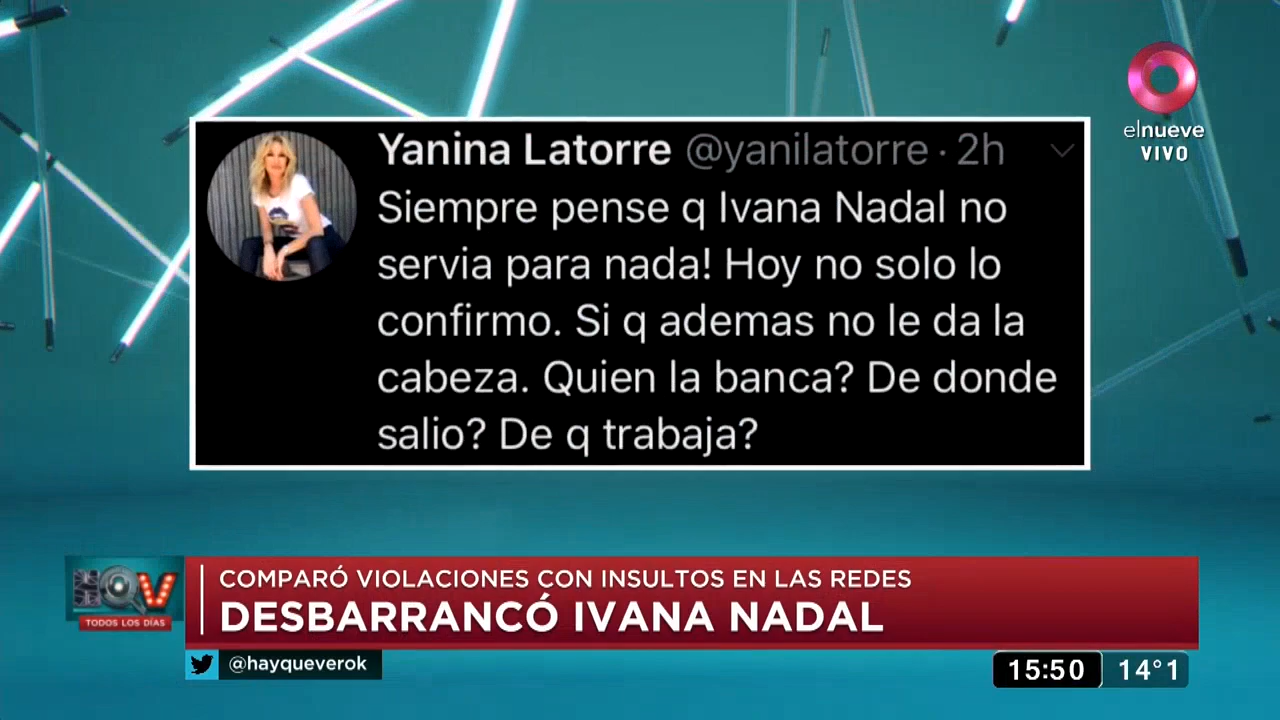 elnueve
VIVO
Yanina Latorre @yanilatorre · 2h
Siempre pense q Ivana Nadal no
servia para nada! Hoy no solo lo
confirmo. Si q ademas no le da la
cabeza. Quien la banca? De donde
salio? De q trabaja?
HQV
TODOS LOS DÍAS
COMPARÓ VIOLACIONES CON INSULTOS EN LAS REDES
DESBARRANCÓ IVANA NADAL
@hayqueverok
15:50 14°1